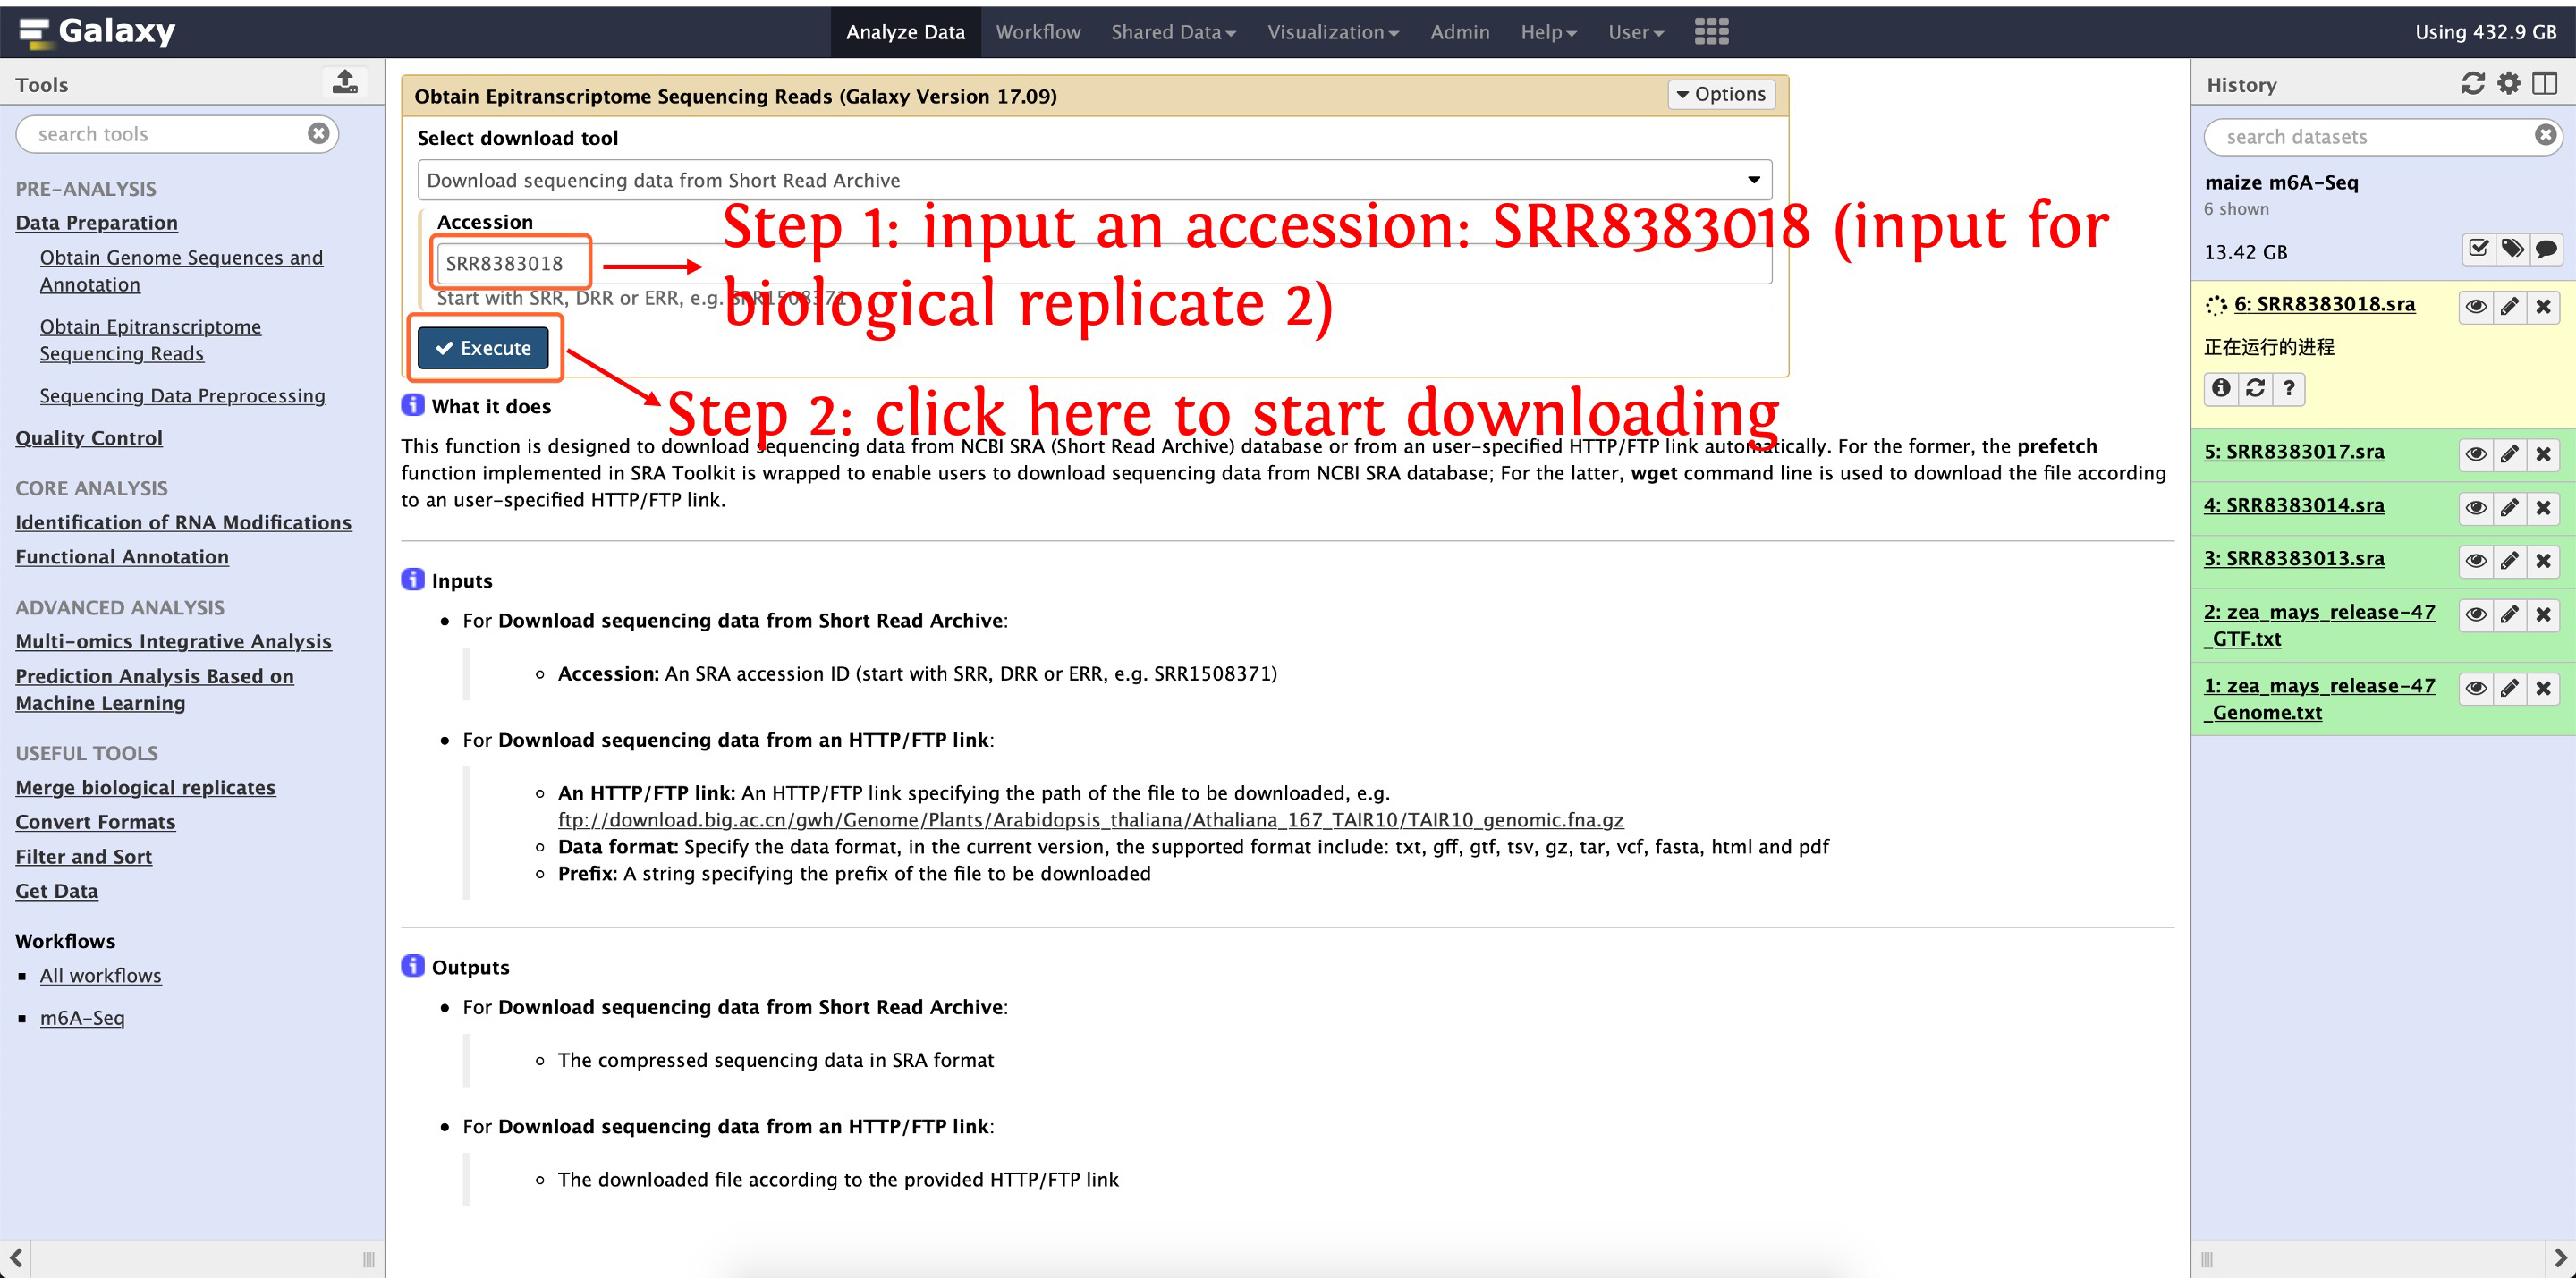 Galaxy
Analyze Data
Workflow
Shared Data
Visualization
Admin
Help
User
Using 432.9 GB
Tools
search tools
PRE-ANALYSIS
Data Preparation
Obtain Genome Sequences and
Annotation
Obtain Epitranscriptome
Sequencing Reads
Sequencing Data Preprocessing
Quality Control
CORE ANALYSIS
Identification of RNA Modifications
Functional Annotation
ADVANCED ANALYSIS
Multi-omics Integrative Analysis
Prediction Analysis Based on
Machine Learning
USEFUL TOOLS
Merge biological replicates
Convert Formats
Filter and Sort
Get Data
Workflows
All workflows
m6A-Seq
Obtain Epitranscriptome Sequencing Reads (Galaxy Version 17.09)
Options
Select download tool
Download sequencing data from Short Read Archive
Accession
SRR8383018
Start with SRR, DRR or ERR, e.g. SRR1508371
Execute
Step 1: input an accession: SRR8383018 (input for
biological replicate 2)
Step 2: click here to start downloading
What it does
This function is designed to download sequencing data from NCBI SRA (Short Read Archive) database or from an user-specified HTTP/FTP link automatically. For the former, the prefetch
function implemented in SRA Toolkit is wrapped to enable users to download sequencing data from NCBI SRA database; For the latter, wget command line is used to download the file according
to an user-specified HTTP/FTP link.
Inputs
For Download sequencing data from Short Read Archive:
Accession: An SRA accession ID (start with SRR, DRR or ERR, e.g. SRR1508371)
For Download sequencing data from an HTTP/FTP link:
An HTTP/FTP link: An HTTP/FTP link specifying the path of the file to be downloaded, e.g.
ftp://download.big.ac.cn/gwh/Genome/Plants/Arabidopsis_thaliana/Athaliana_167_TAIR10/TAIR10_genomic.fna.gz
Data format: Specify the data format, in the current version, the supported format include: txt, gff, gtf, tsv, gz, tar, vcf, fasta, html and pdf
Prefix: A string specifying the prefix of the file to be downloaded
Outputs
For Download sequencing data from Short Read Archive:
The compressed sequencing data in SRA format
For Download sequencing data from an HTTP/FTP link:
The downloaded file according to the provided HTTP/FTP link
History
search datasets
maize m6A-Seq
6 shown
13.42 GB
6: SRR8383018.sra
正在运行的进程
5: SRR8383017.sra
4: SRR8383014.sra
3: SRR8383013.sra
2: zea_mays_release-47
_GTF.txt
1: zea_mays_release-47
_Genome.txt